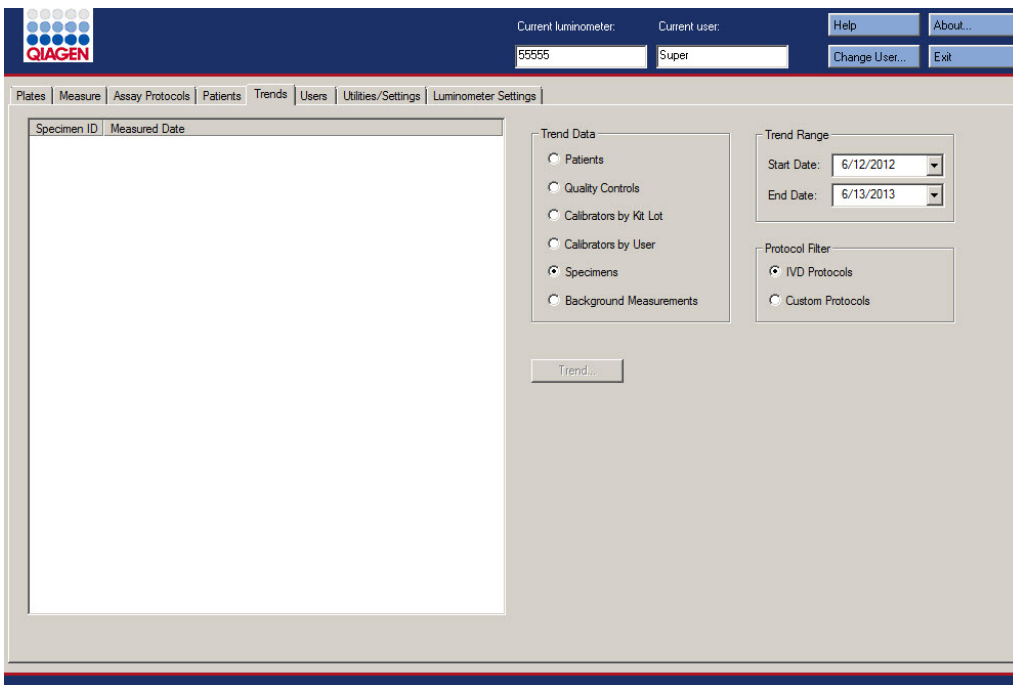 QIAGEN
Current luminometer: Current user:
Help About...
55555 Super
Change User... Exit
Plates Measure Assay Protocols Patients Trends Users Utilities/Settings Luminometer Settings
Specimen ID Measured Date
Trend Data
Patients
Quality Controls
Calibrators by Kit Lot
Calibrators by User
Specimens
Background Measurements
Trend Range
Start Date: 6/12/2012
End Date: 6/13/2013
Protocol Filter
IVD Protocols
Custom Protocols
Trend...